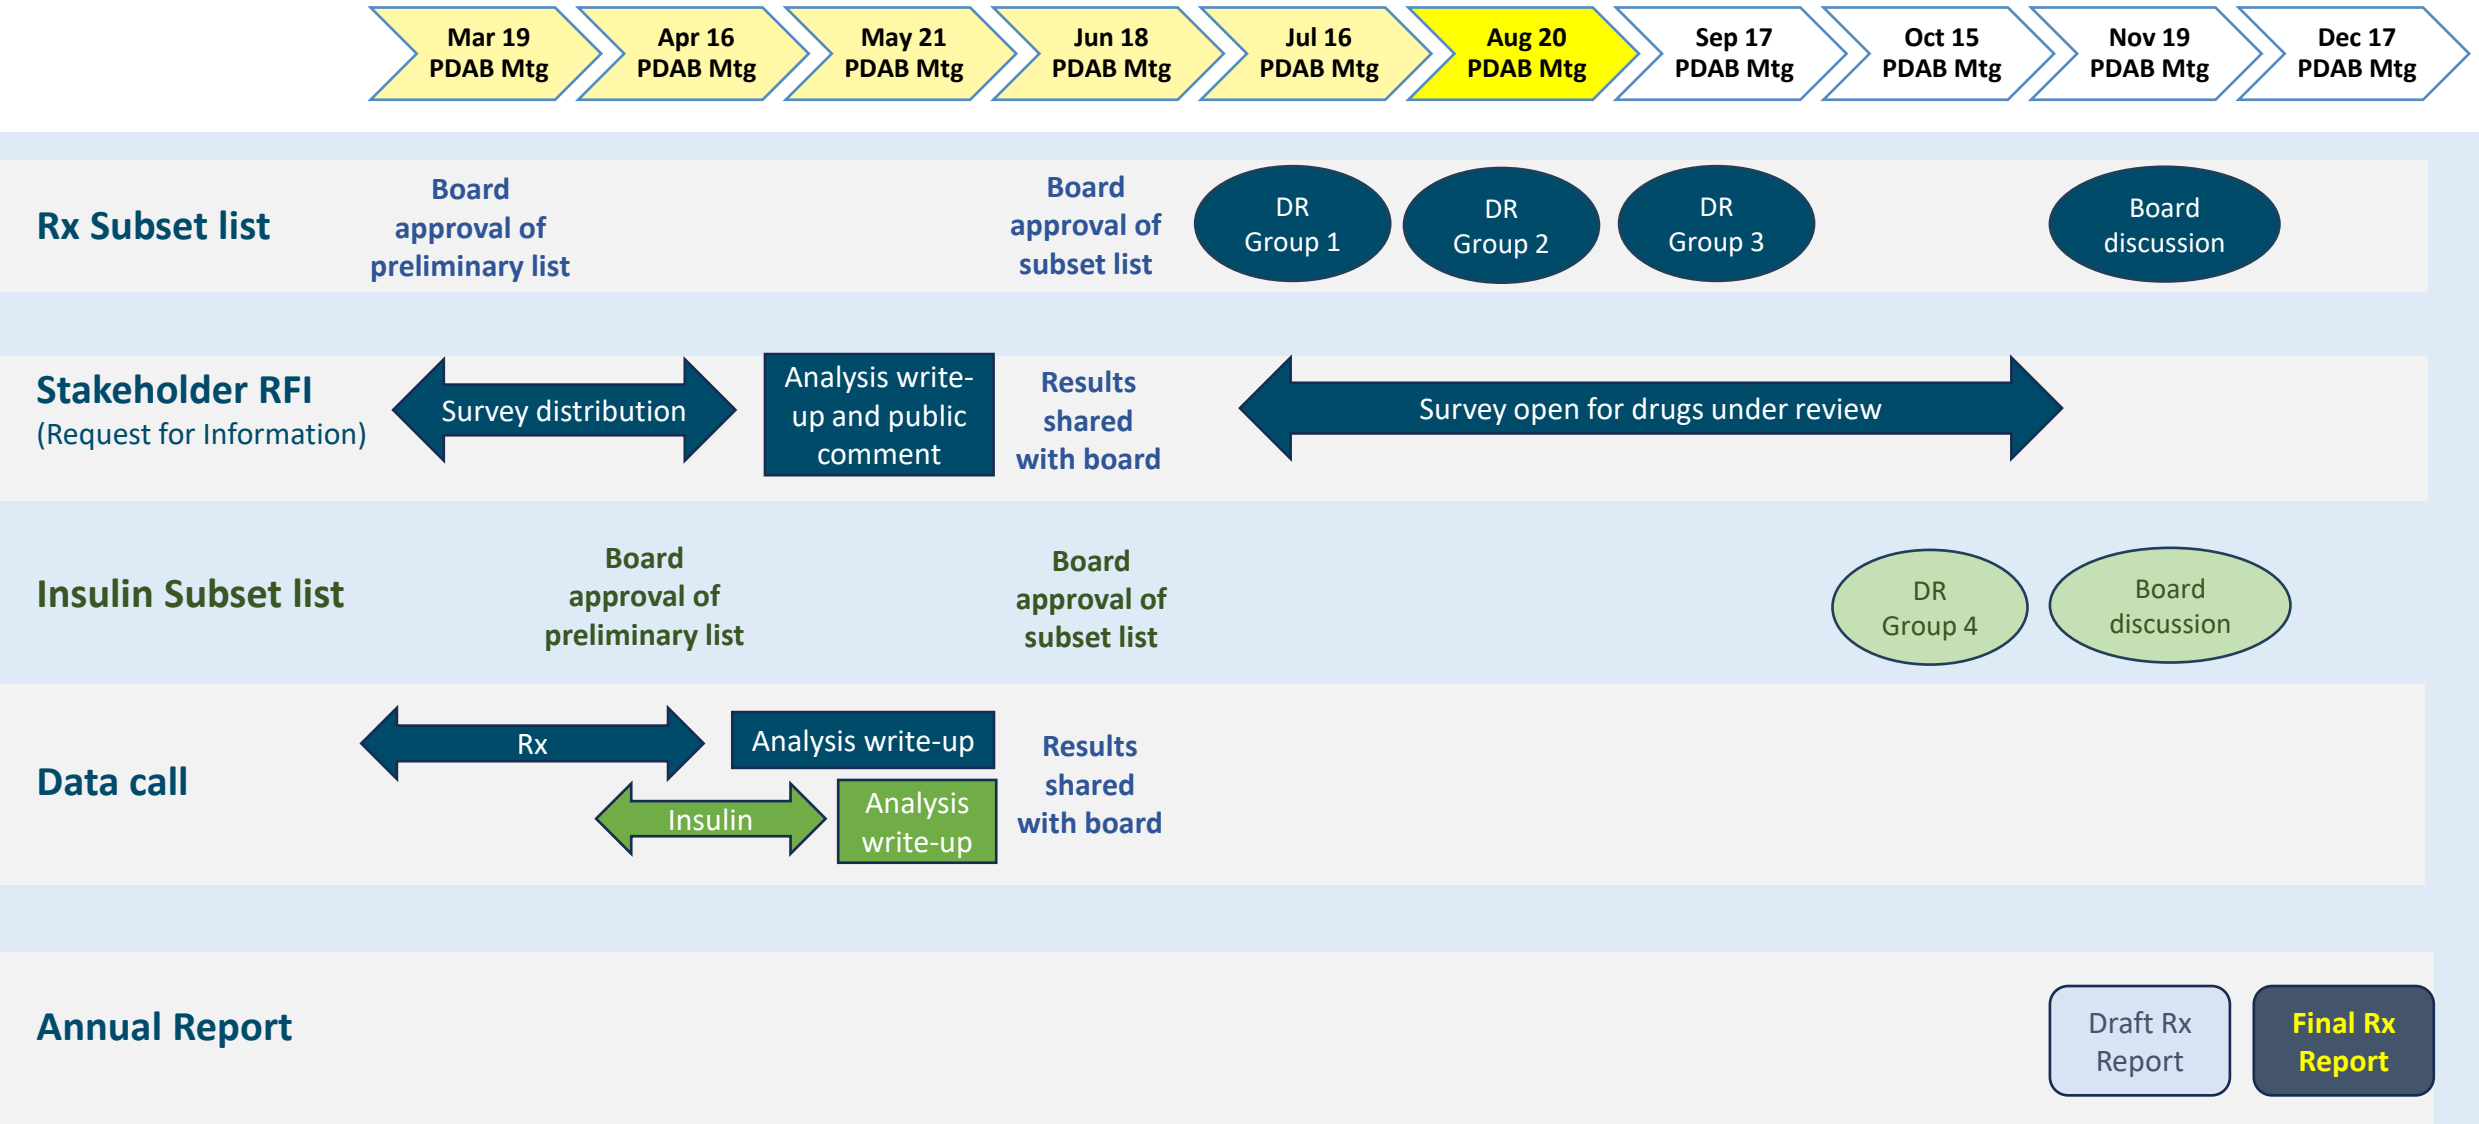 Mar 19
PDAB Mtg
Apr 16
PDAB Mtg
May 21
PDAB Mtg
Jun 18
PDAB Mtg
Jul 16
PDAB Mtg
Aug 20
PDAB Mtg
Sep 17
PDAB Mtg
Oct 15
PDAB Mtg
Nov 19
PDAB Mtg
Dec 17
PDAB Mtg
Rx Subset list
Board
approval of
preliminary list
Board
approval of
subset list
DR
Group 1
DR
Group 2
DR
Group 3
Board
discussion
Stakeholder RFI
(Request for Information)
Survey distribution
Analysis write-
up and public
comment
Results
shared
with board
Survey open for drugs under review
Insulin Subset list
Board
approval of
preliminary list
Board
approval of
subset list
DR
Group 4
Board
discussion
Data call
Rx
Analysis write-up
Insulin
Analysis
write-up
Results
shared
with board
Annual Report
Draft Rx
Report
Final Rx
Report